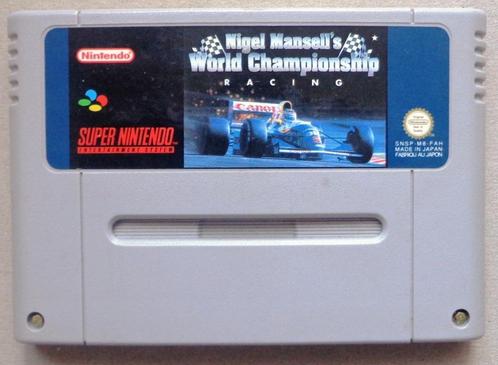 Nintendo
SUPER NINTENDO
ENTERTAINMENT SYSTEM
Nigel Mansell's
World Championship
RACING
Canon
SNSP-M8-FAH
MADE IN JAPAN
FABRIQUÉ AU JAPON